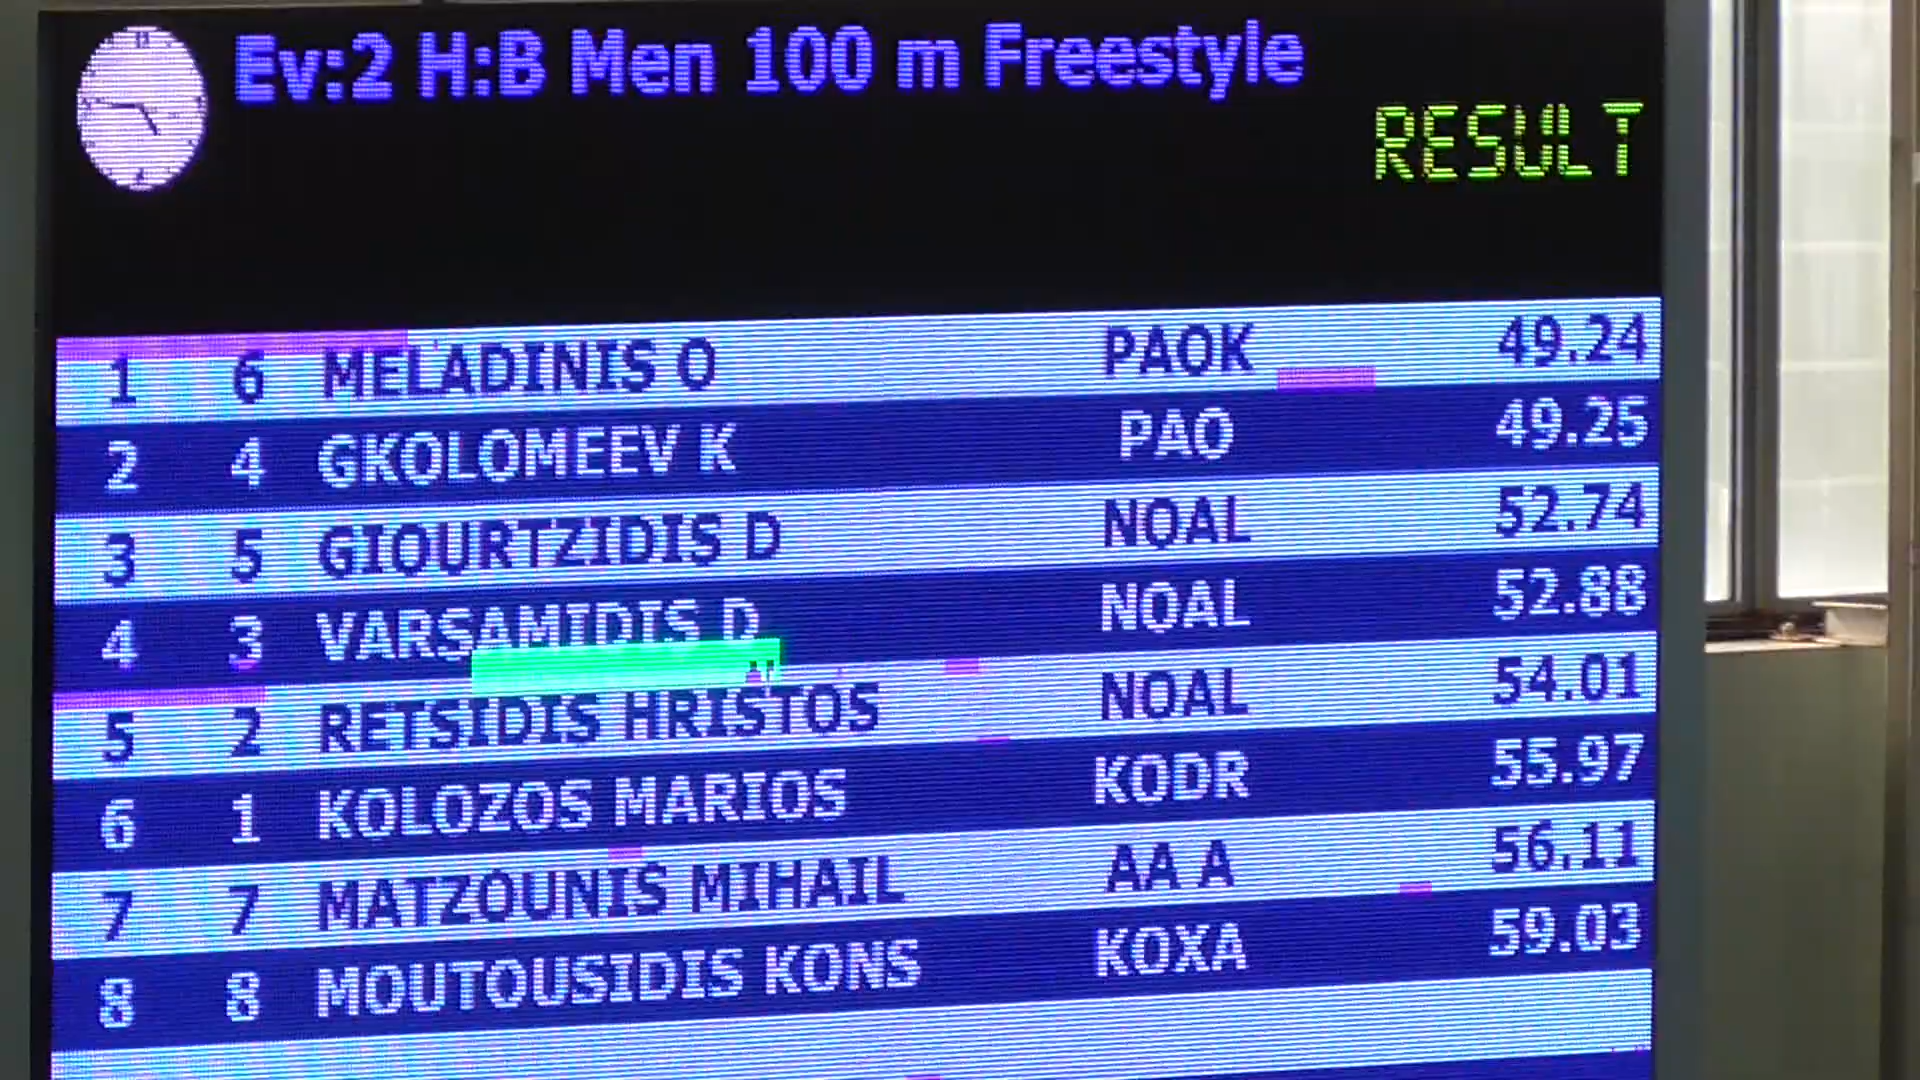 Ev:2 H:B Men 100 m Freestyle
RESULT
1 6 MELADINIS O PAOK 49.24
2 4 GKOLOMEEV K PAO 49.25
3 5 GIOURTZIDIS D NOAL 52.74
4 3 VARSAMIDIS D NOAL 52.88
5 2 RETSIDIS HRISTOS NOAL 54.01
6 1 KOLOZOS MARIOS KODR 55.97
7 7 MATZOUNIS MIHAIL AA A 56.11
8 8 MOUTOUSIDIS KONS KOXA 59.03